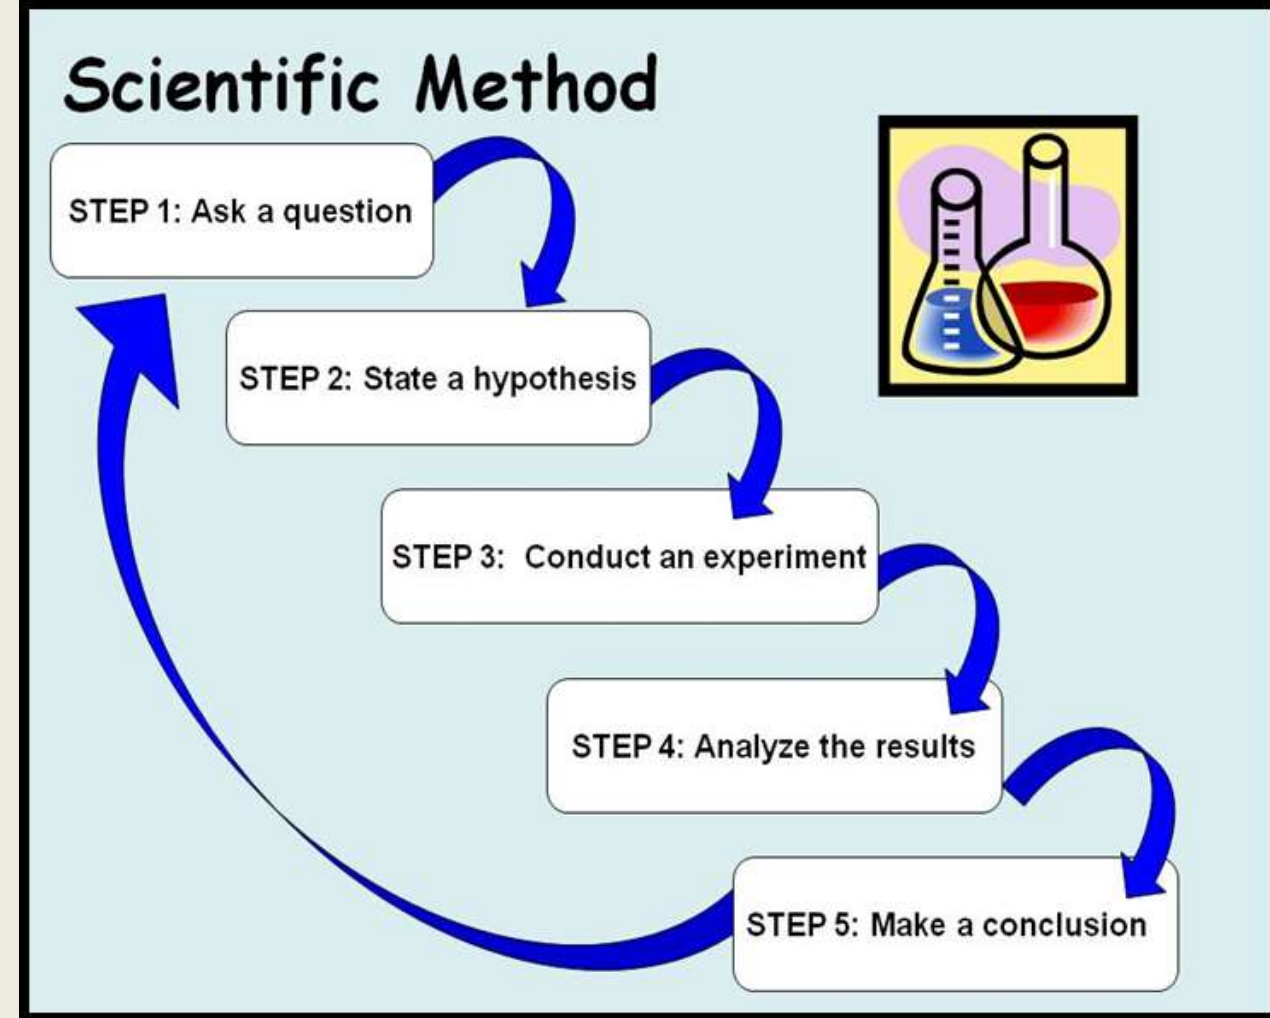 Scientific Method
STEP 1: Ask a question
STEP 2: State a hypothesis
STEP 3: Conduct an experiment
STEP 4: Analyze the results
STEP 5: Make a conclusion